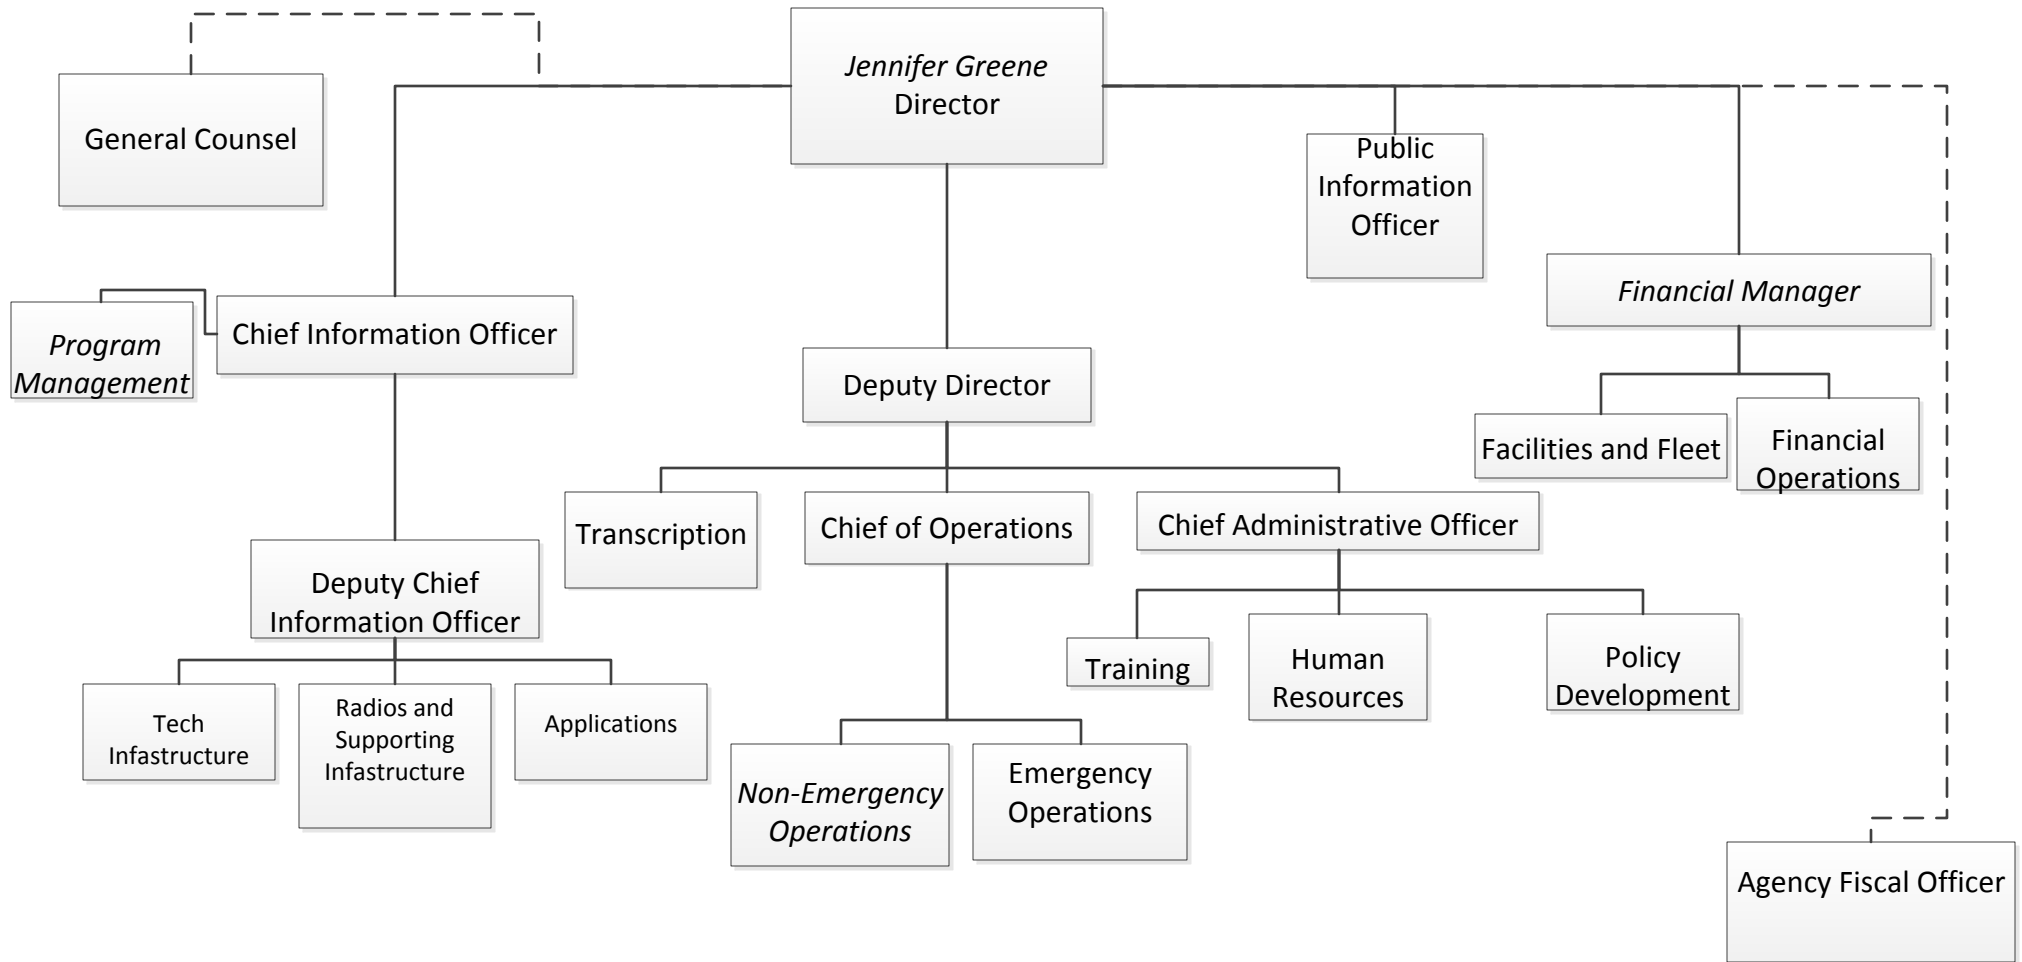 Jennifer Greene
Director
General Counsel
Public
Information
Officer
Financial Manager
Chief Information Officer
Program
Management
Deputy Director
Facilities and Fleet
Financial
Operations
Transcription
Chief of Operations
Chief Administrative Officer
Deputy Chief
Information Officer
Training
Human
Resources
Policy
Development
Tech
Infastructure
Radios and
Supporting
Infastructure
Applications
Non-Emergency
Operations
Emergency
Operations
Agency Fiscal Officer